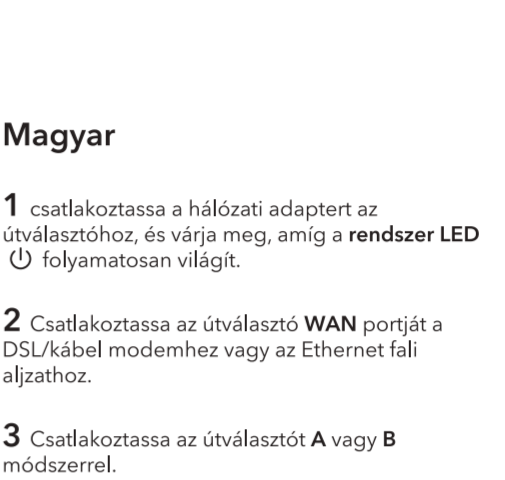 Magyar
1 csatlakoztassa a hálózati adaptert az
útválasztóhoz, és várja meg, amíg a rendszer LED
folyamatosan világít.
2 Csatlakoztassa az útválasztó WAN portját a
DSL/kábel modemhez vagy az Ethernet fali
aljzathoz.
3 Csatlakoztassa az útválasztót A vagy B
módszerrel.